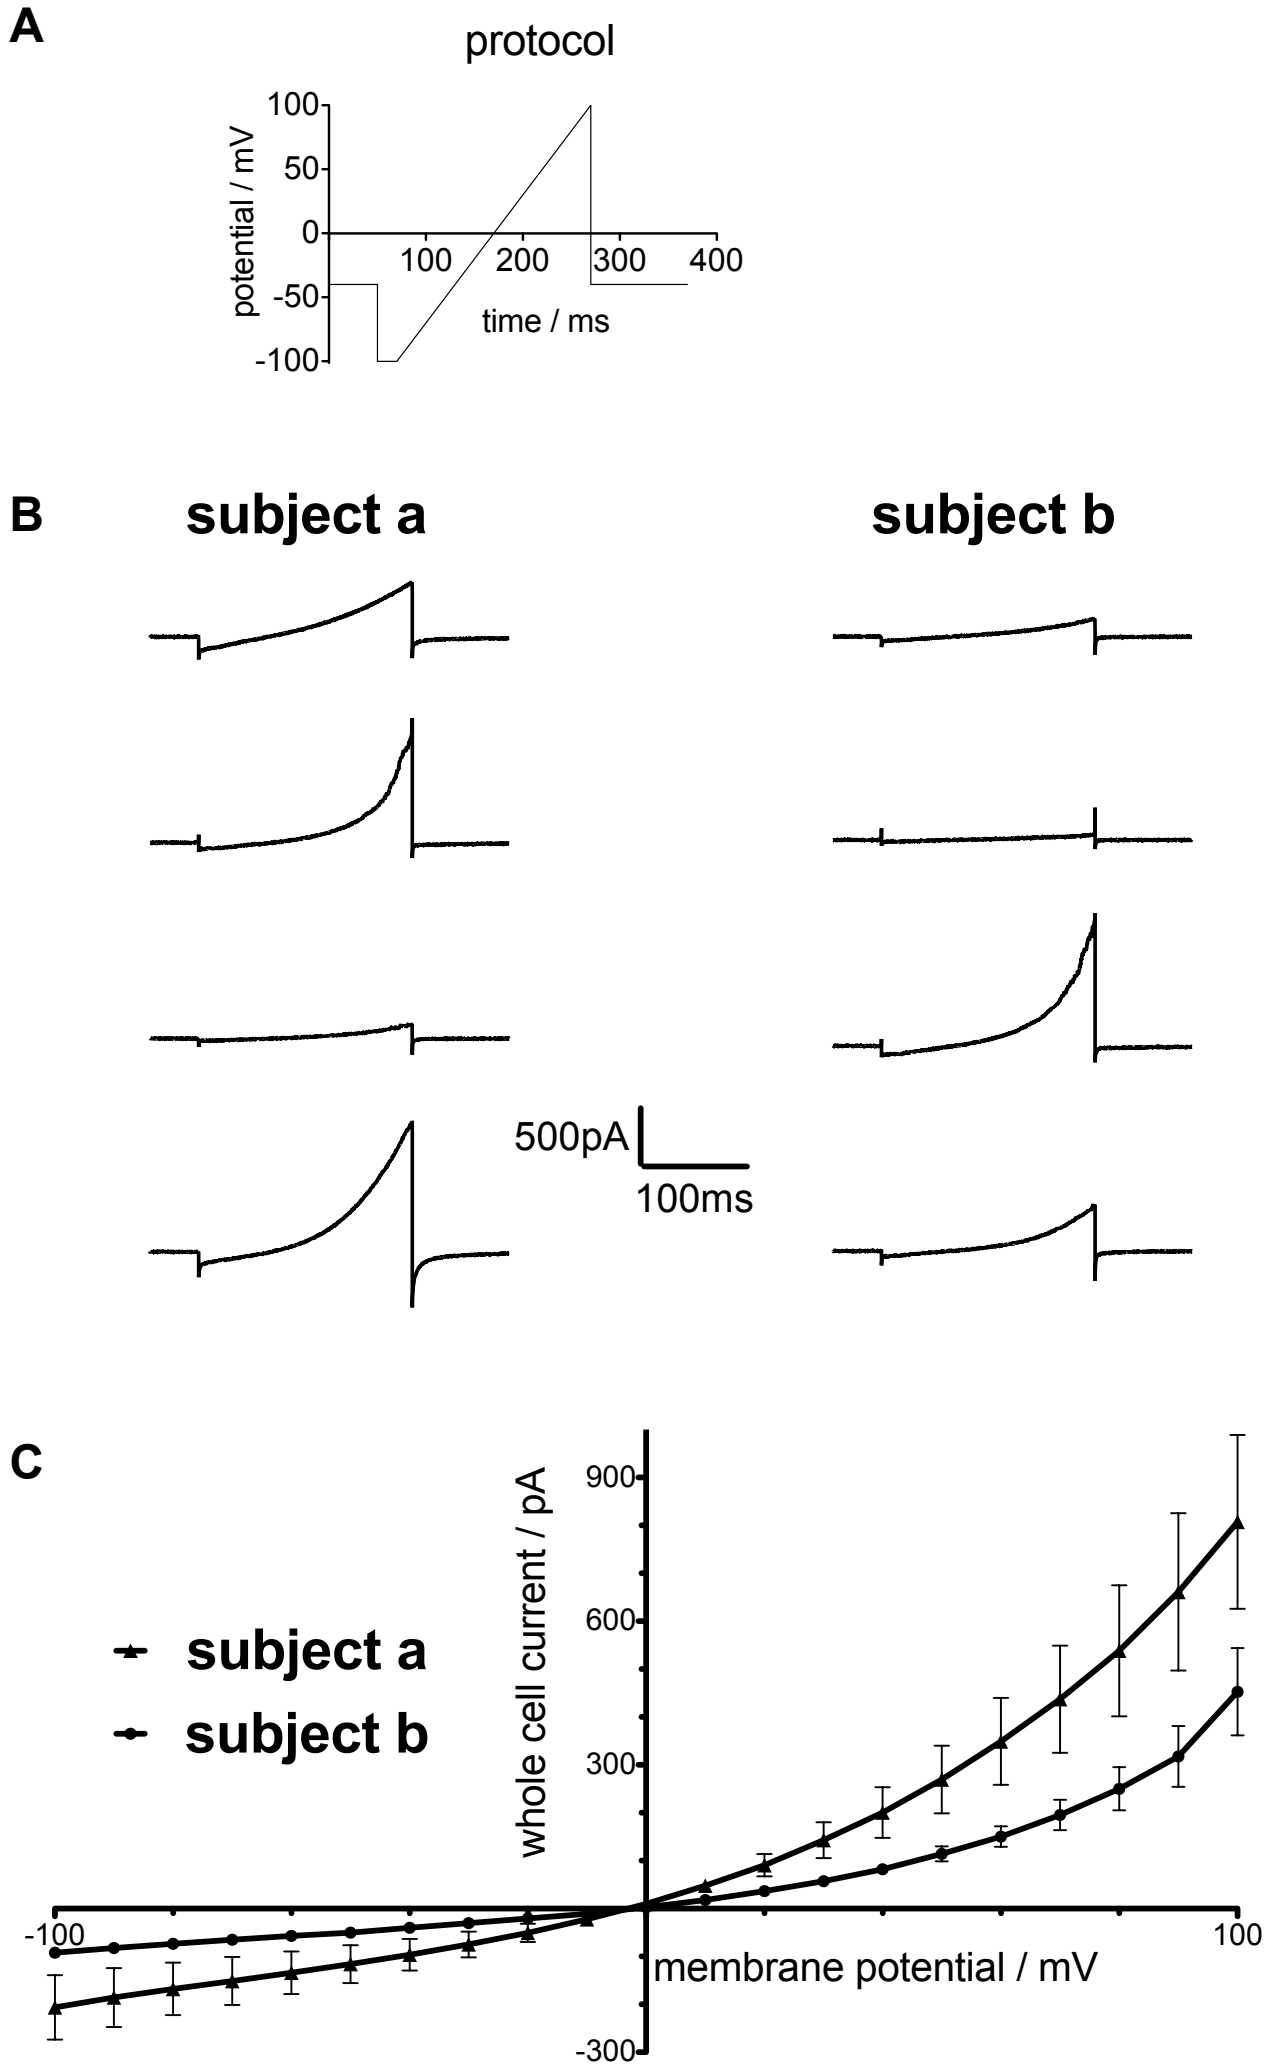 A
protocol
potential / mV
100
50
0
-50
-100
100 200 300 400
time / ms
B
subject a
subject b
500pA
100ms
C
whole cell current / pA
900
600
300
-300
subject a
subject b
-100
100
membrane potential / mV